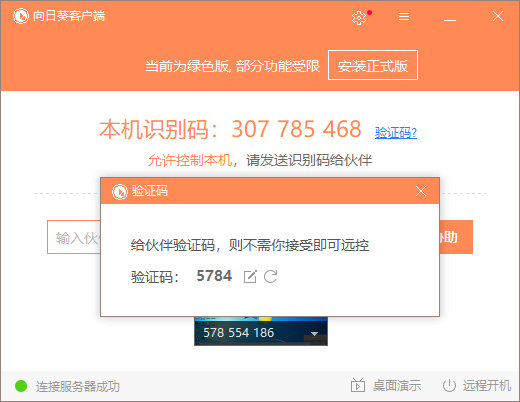 向日葵客户端
当前为绿色版, 部分功能受限 安装正式版
本机识别码: 307 785 468 验证码?
允许控制本机，请发送识别码给伙伴
验证码
输入伙 助
给伙伴验证码，则不需你接受即可远控
验证码: 5784
578 554 186
连接服务器成功 桌面演示 远程开机